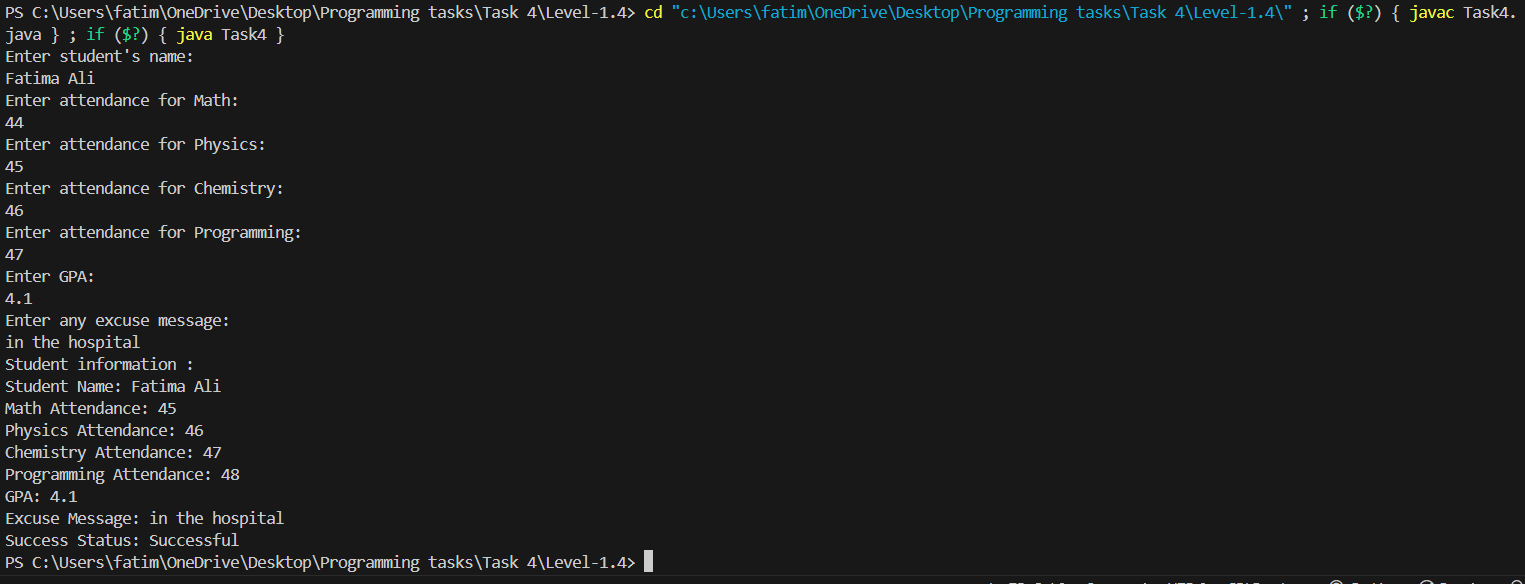 PS C:\Users\fatim\OneDrive\Desktop\Programming tasks\Task 4\Level-1.4> cd "c:\Users\fatim\OneDrive\Desktop\Programming tasks\Task 4\Level-1.4\" ; if ($?) { javac Task4.
java } ; if ($?) { java Task4 }
Enter student's name:
Fatima Ali
Enter attendance for Math:
44
Enter attendance for Physics:
45
Enter attendance for Chemistry:
46
Enter attendance for Programming:
47
Enter GPA:
4.1
Enter any excuse message:
in the hospital
Student information :
Student Name: Fatima Ali
Math Attendance: 45
Physics Attendance: 46
Chemistry Attendance: 47
Programming Attendance: 48
GPA: 4.1
Excuse Message: in the hospital
Success Status: Successful
PS C:\Users\fatim\OneDrive\Desktop\Programming tasks\Task 4\Level-1.4>